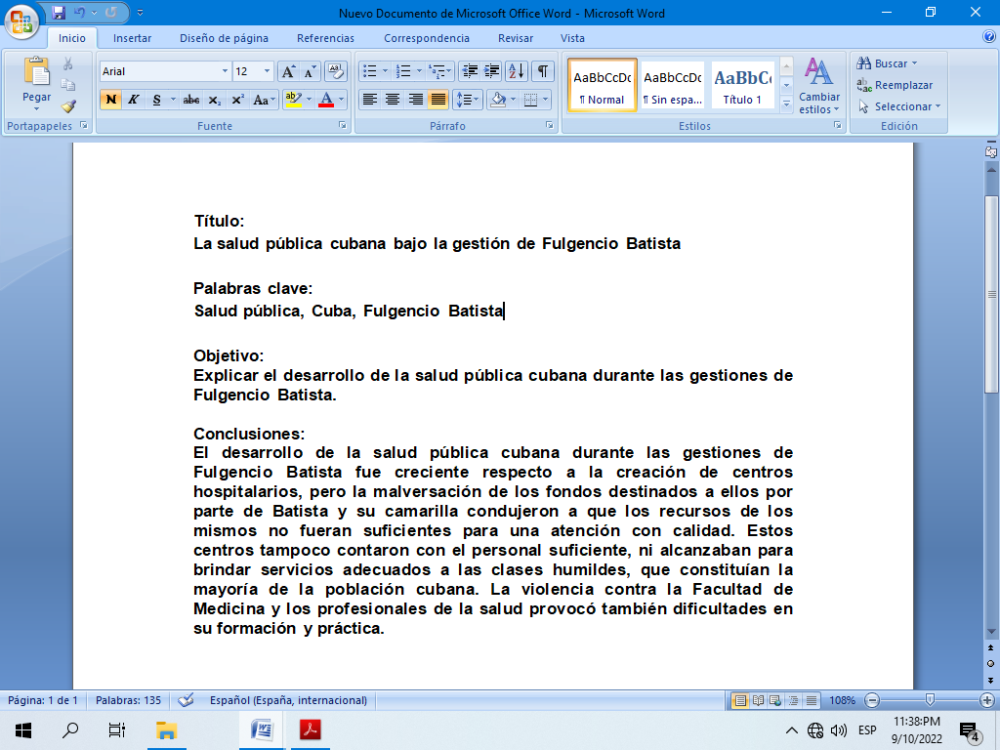 Nuevo Documento de Microsoft Office Word - Microsoft Word
Inicio Insertar Diseño de página Referencias Correspondencia Revisar Vista
Pegar
Portapapeles
Arial 12
N K S abc x₂ x² Aa
Fuente
Párrafo
AaBbCcDc AaBbCcDc AaBbC
¶ Normal ¶ Sin espa... Título 1
Cambiar
estilos
Estilos
Buscar
Reemplazar
Seleccionar
Edición
Título:
La salud pública cubana bajo la gestión de Fulgencio Batista
Palabras clave:
Salud pública, Cuba, Fulgencio Batista
Objetivo:
Explicar el desarrollo de la salud pública cubana durante las gestiones de
Fulgencio Batista.
Conclusiones:
El desarrollo de la salud pública cubana durante las gestiones de
Fulgencio Batista fue creciente respecto a la creación de centros
hospitalarios, pero la malversación de los fondos destinados a ellos por
parte de Batista y su camarilla condujeron a que los recursos de los
mismos no fueran suficientes para una atención con calidad. Estos
centros tampoco contaron con el personal suficiente, ni alcanzaban para
brindar servicios adecuados a las clases humildes, que constituían la
mayoría de la población cubana. La violencia contra la Facultad de
Medicina y los profesionales de la salud provocó también dificultades en
su formación y práctica.
Página: 1 de 1 Palabras: 135 Español (España, internacional) 108%
ESP
11:38:PM
9/10/2022
4